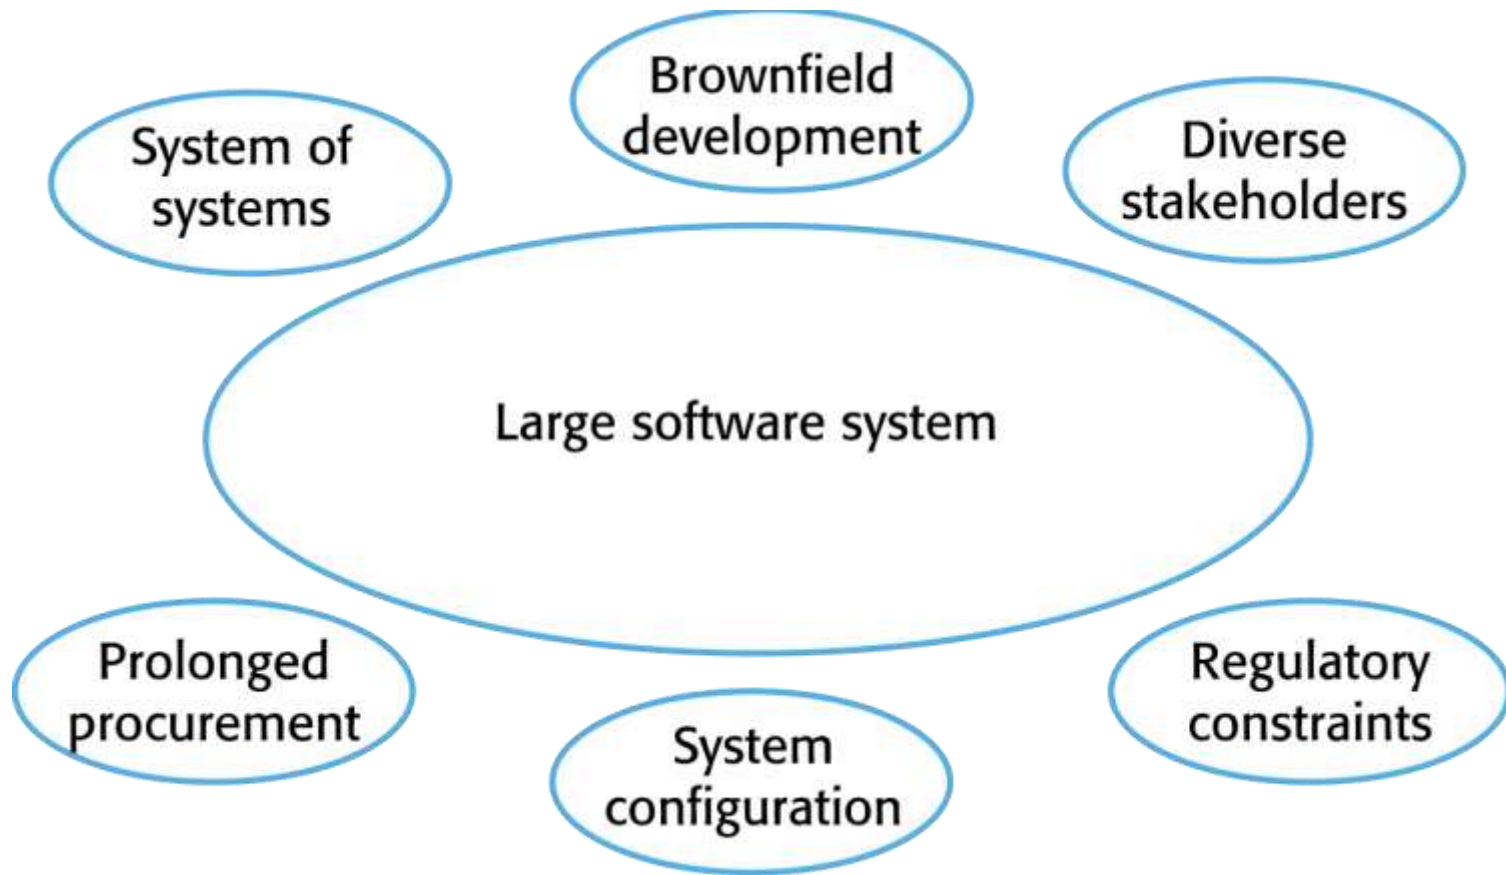 Brownfield
development
System of
systems
Diverse
stakeholders
Large software system
Prolonged
procurement
System
configuration
Regulatory
constraints